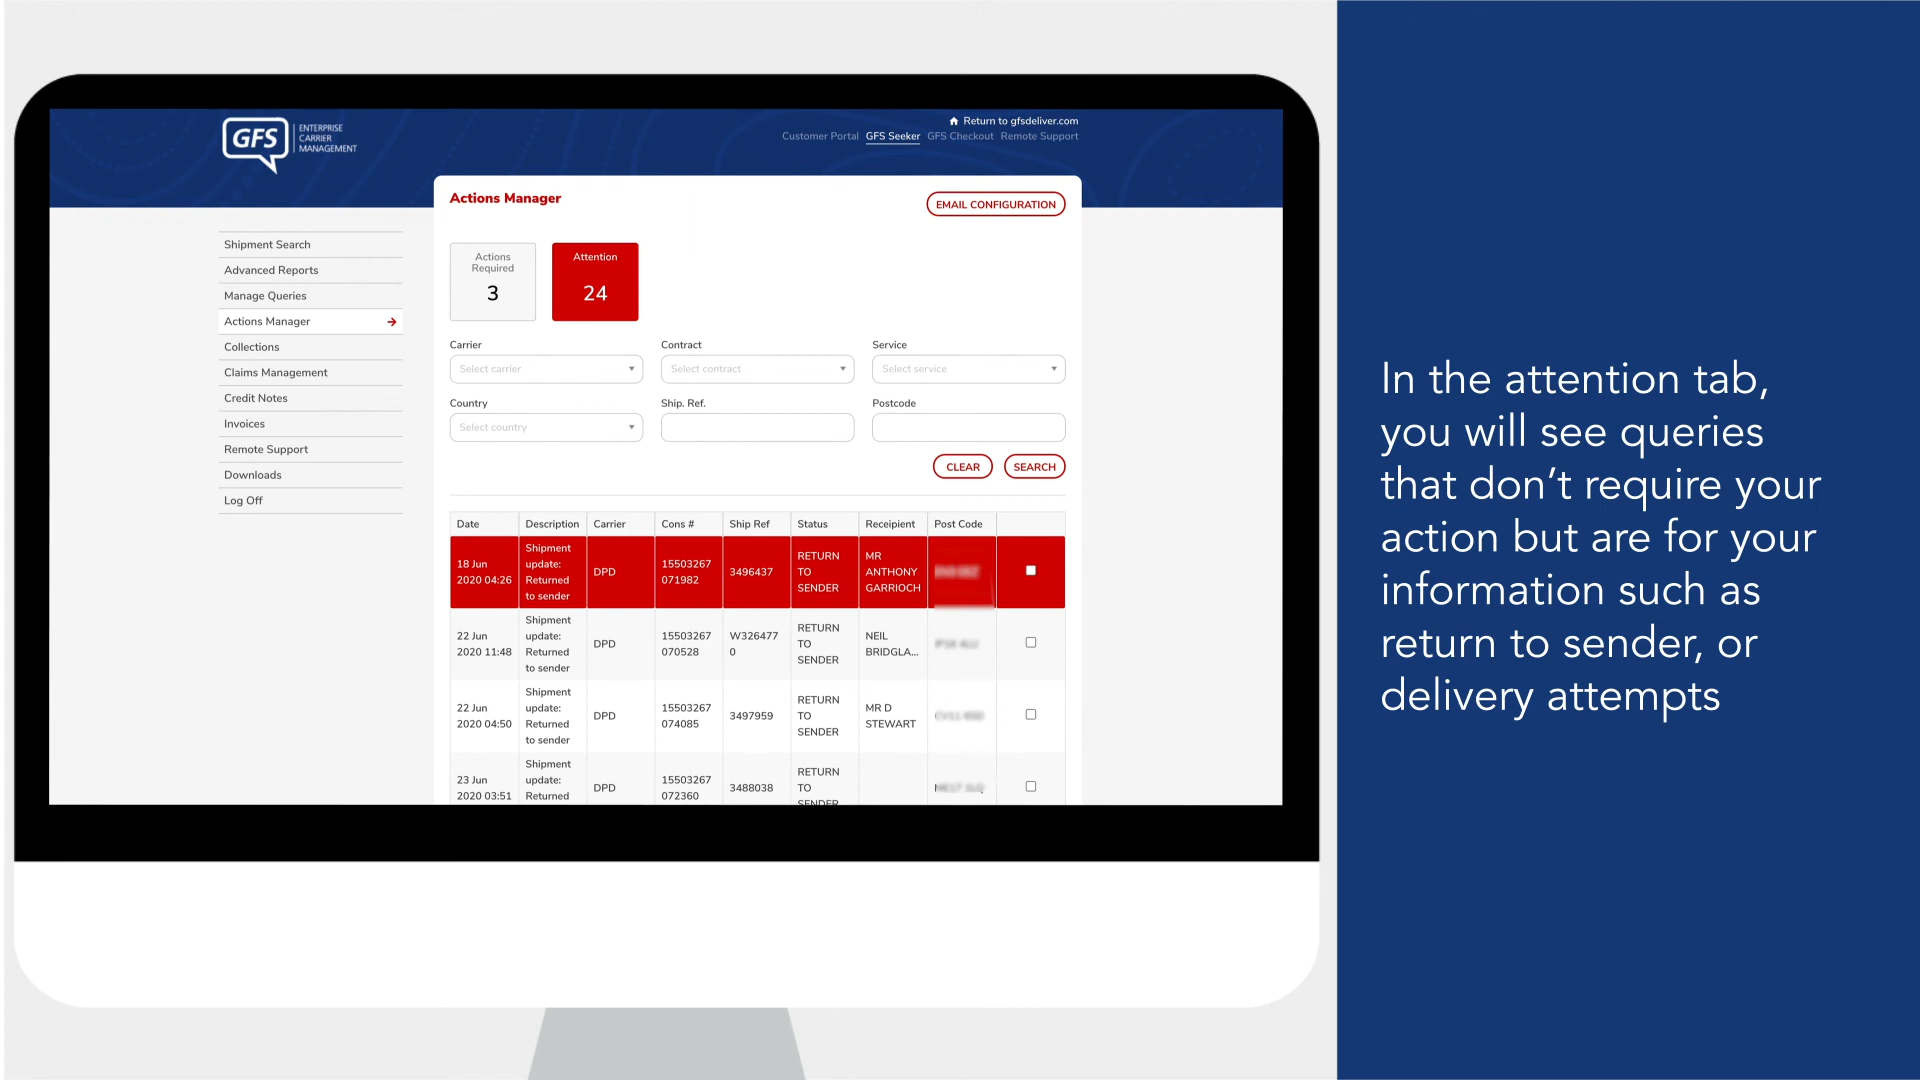 GFS
ENTERPRISE
CARRIER
MANAGEMENT
Return to gfsdeliver.com
Customer Portal GFS Seeker GFS Checkout Remote Support
Shipment Search
Advanced Reports
Manage Queries
Actions Manager
Collections
Claims Management
Credit Notes
Invoices
Remote Support
Downloads
Log Off
Actions Manager
EMAIL CONFIGURATION
Actions
Required
3
Attention
24
Carrier Contract Service
Select carrier Select contract Select service
Country Ship. Ref. Postcode
Select country
CLEAR SEARCH
Date Description Carrier Cons # Ship Ref Status Receipient Post Code
18 Jun
2020 04:26
Shipment
update:
Returned
to sender
DPD
15503267
071982
3496437
RETURN
TO
SENDER
MR
ANTHONY
GARRIOCH
22 Jun
2020 11:48
Shipment
update:
Returned
to sender
DPD
15503267
070528
W326477
0
RETURN
TO
SENDER
NEIL
BRIDGLA...
22 Jun
2020 04:50
Shipment
update:
Returned
to sender
DPD
15503267
074085
3497959
RETURN
TO
SENDER
MR D
STEWART
23 Jun
2020 03:51
Shipment
update:
Returned
DPD
15503267
072360
3488038
RETURN
TO
SENDER
In the attention tab,
you will see queries
that don't require your
action but are for your
information such as
return to sender, or
delivery attempts